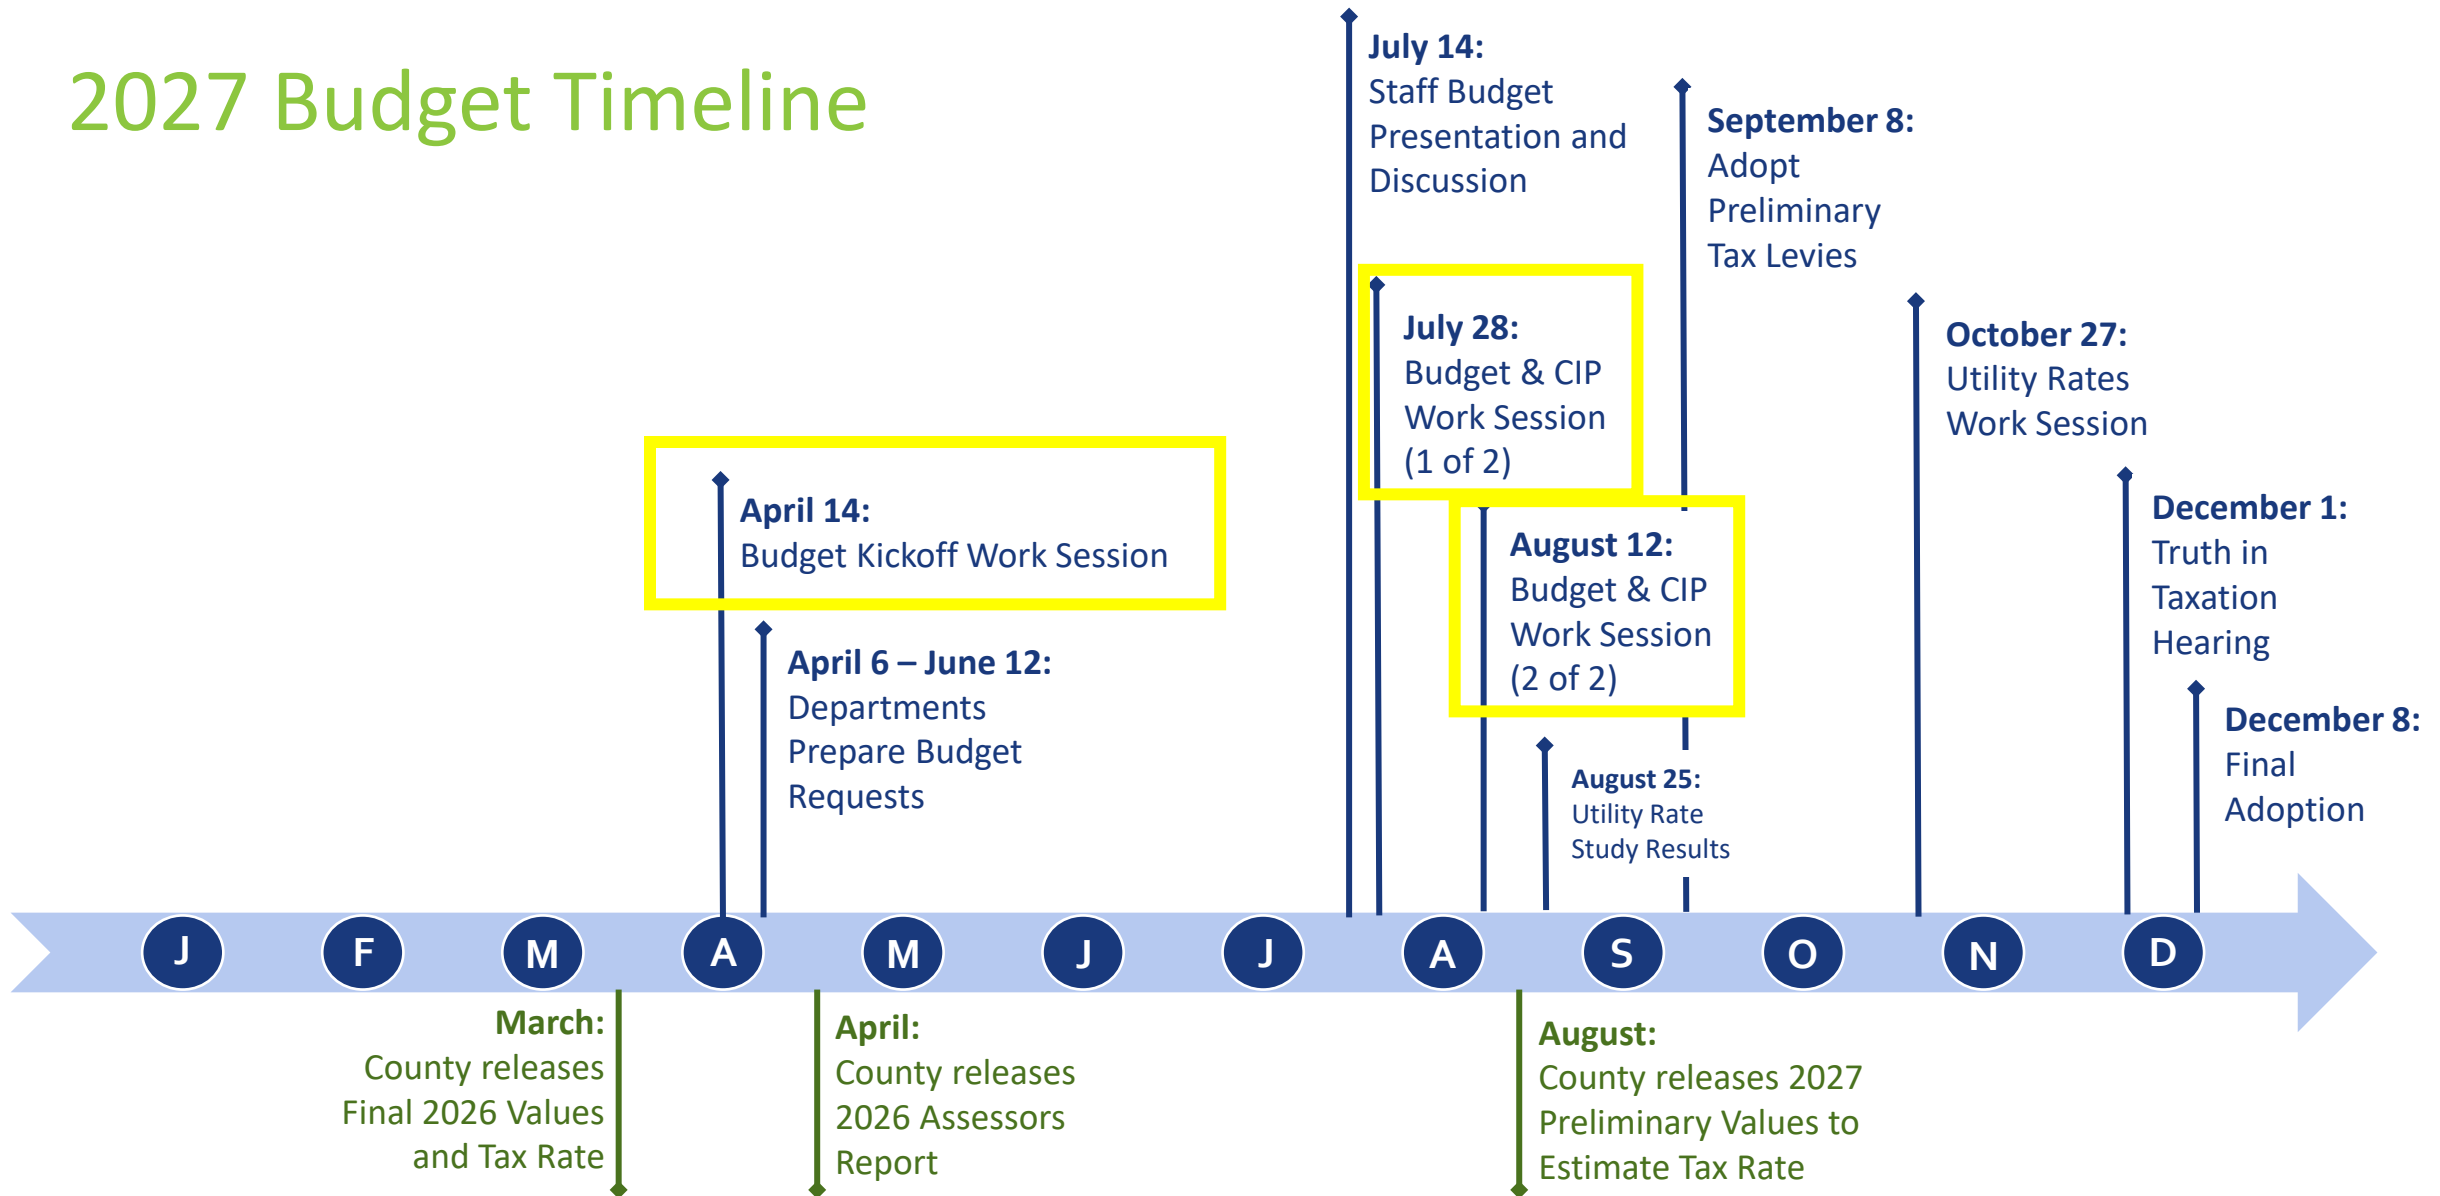 2027 Budget Timeline
July 14:
Staff Budget
Presentation and
Discussion
September 8:
Adopt
Preliminary
Tax Levies
July 28:
Budget & CIP
Work Session
(1 of 2)
October 27:
Utility Rates
Work Session
April 14:
Budget Kickoff Work Session
August 12:
Budget & CIP
Work Session
(2 of 2)
December 1:
Truth in
Taxation
Hearing
April 6 – June 12:
Departments
Prepare Budget
Requests
August 25:
Utility Rate
Study Results
December 8:
Final
Adoption
J F M A M J J A S O N D
March:
County releases
Final 2026 Values
and Tax Rate
April:
County releases
2026 Assessors
Report
August:
County releases 2027
Preliminary Values to
Estimate Tax Rate